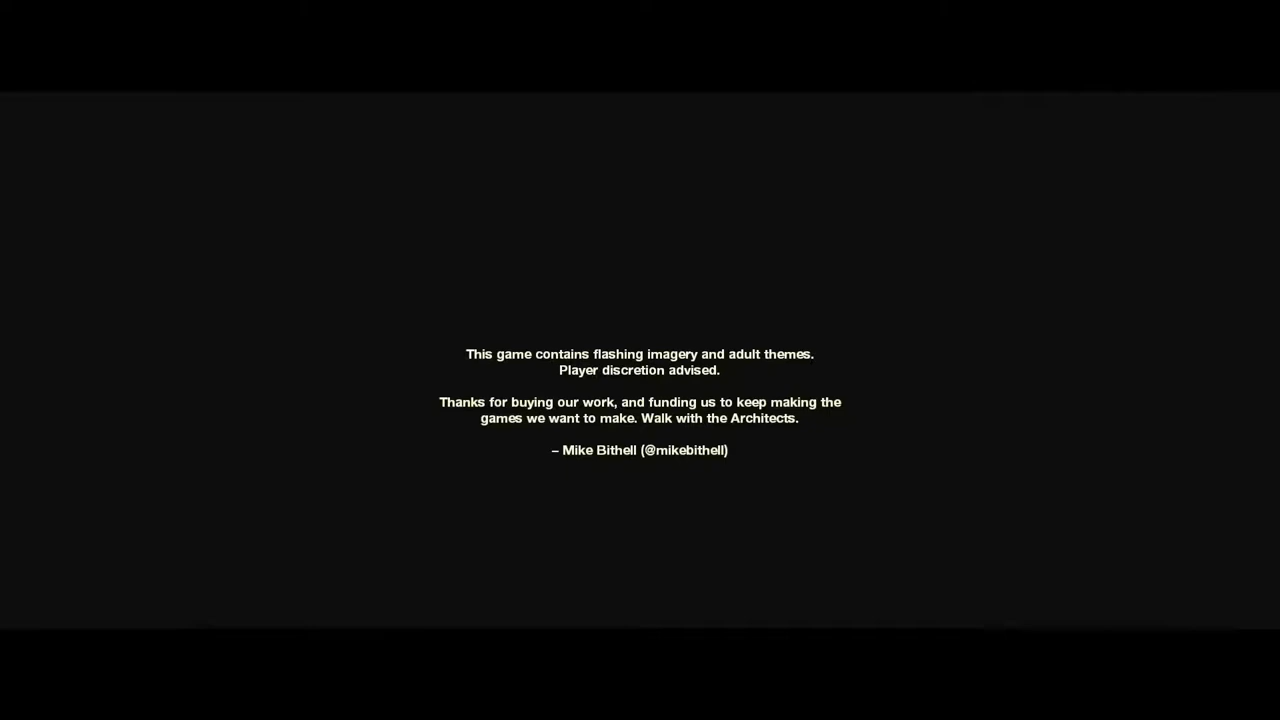 This game contains flashing imagery and adult themes.
Player discretion advised.
Thanks for buying our work, and funding us to keep making the
games we want to make. Walk with the Architects.
– Mike Bithell (@mikebithell)